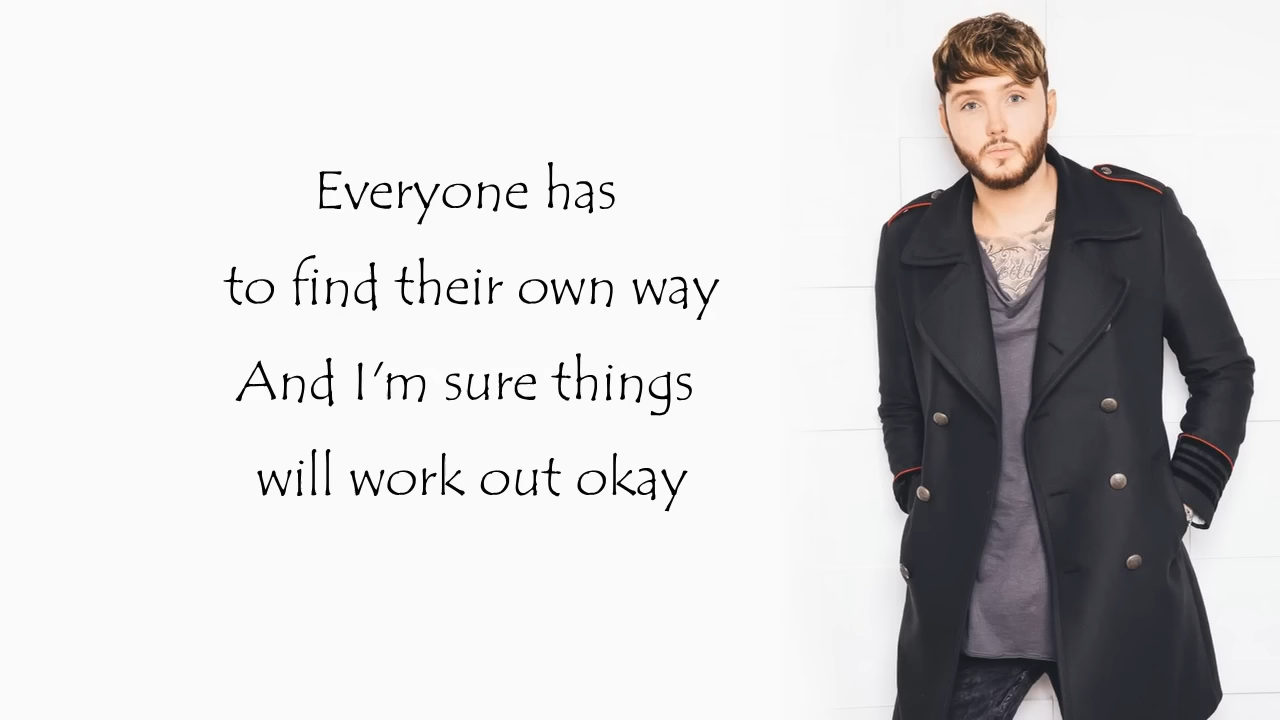 Everyone has
to find their own way
And I'm sure things
will work out okay